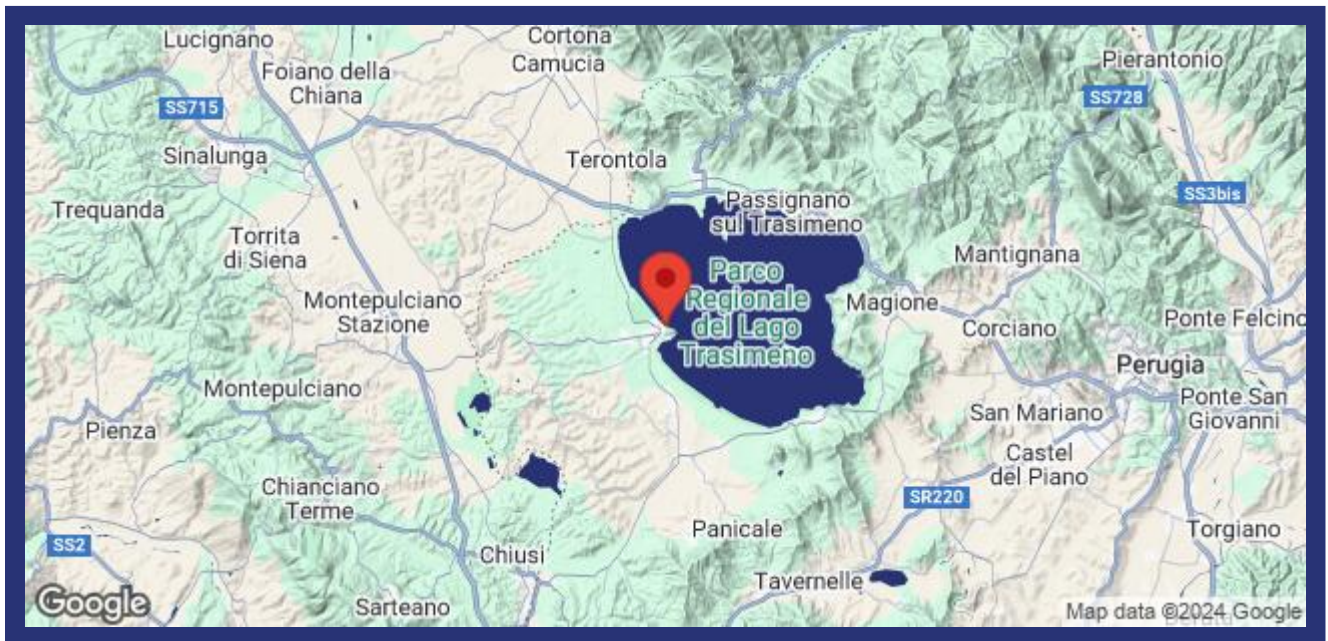 Lucignano
Cortona
Camucia
Pierantonio
Foiano della
Chiana
SS728
SS715
Sinalunga
Terontola
SS3bis
Trequanda
Passignano
sul Trasimeno
Torrita
di Siena
Mantignana
Parco
Regionale
del Lago
Trasimeno
Montepulciano
Stazione
Magione
Corciano
Ponte Felcino
Perugia
Montepulciano
Ponte San
Giovanni
San Mariano
Pienza
Castel
del Piano
Chianciano
Terme
SR220
Panicale
Torgiano
SS2
Chiusi
Tavernelle
Google
Sarteano
Map data ©2024 Google